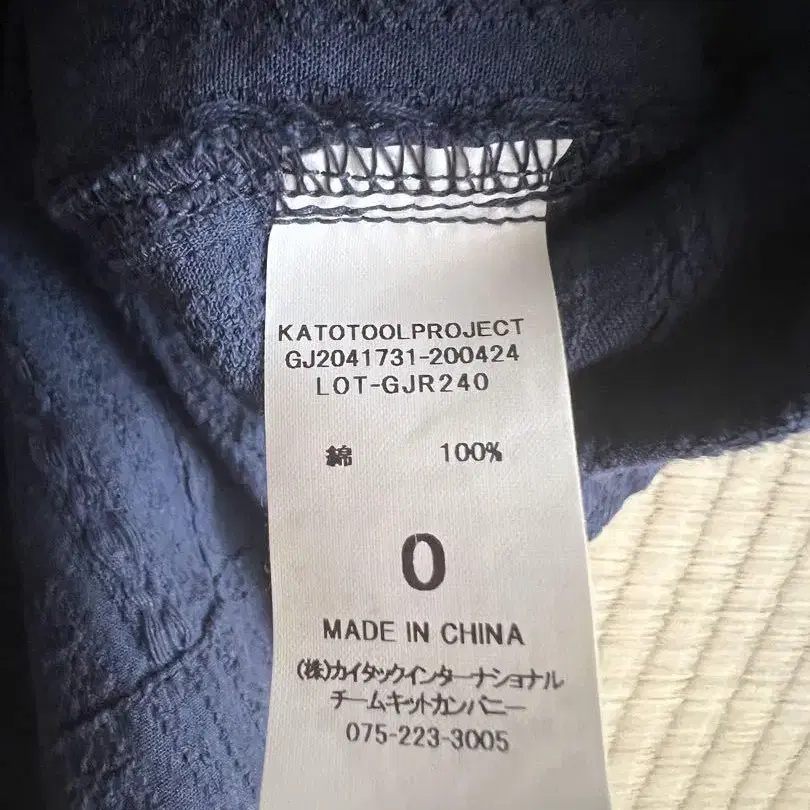 KATOTOOLPROJECT
GJ2041731-200424
LOT-GJR240
綿 100%
0
MADE IN CHINA
(株)カイタックインターナショナル
チームキットカンパニー
075-223-3005